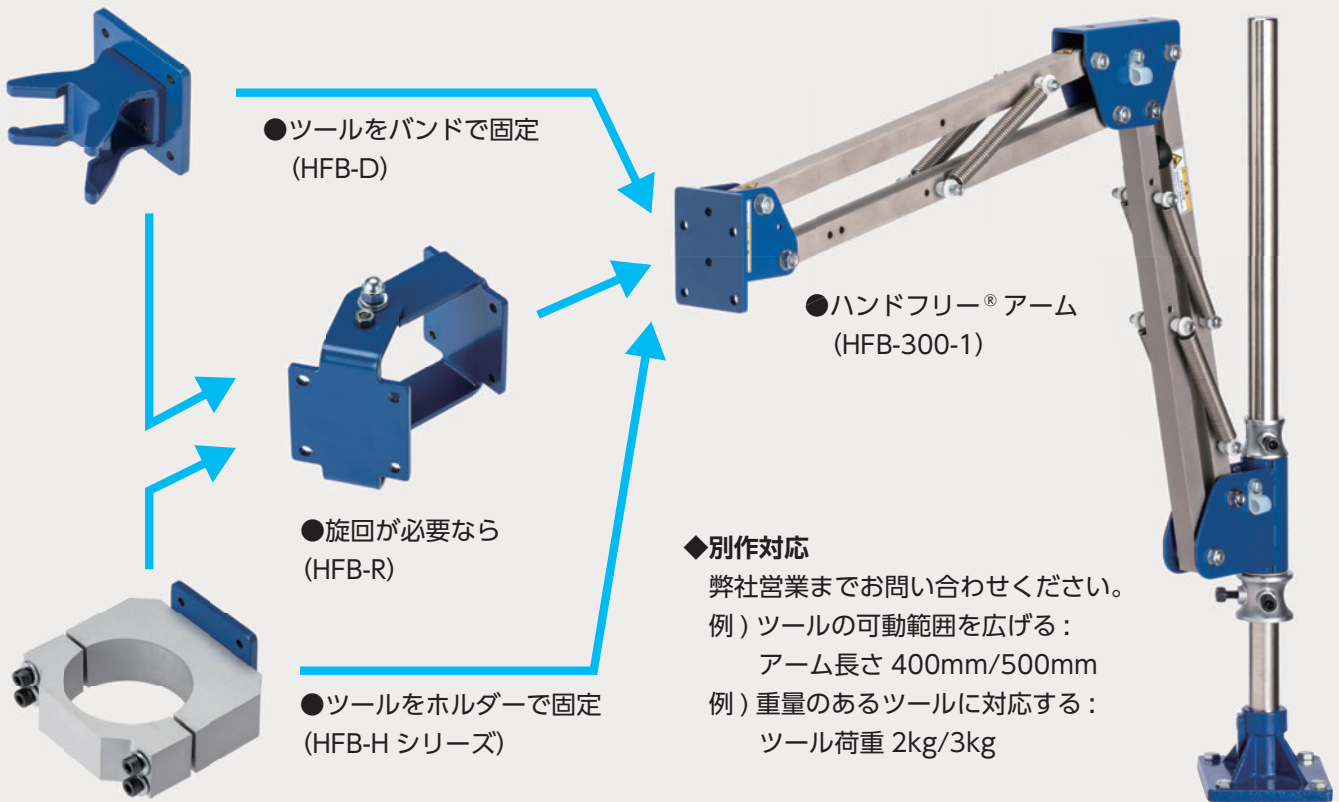 ●ツールをバンドで固定
(HFB-D)
●ハンドフリー® アーム
(HFB-300-1)
●旋回が必要なら
(HFB-R)
●ツールをホルダーで固定
(HFB-H シリーズ)
◆別作対応
弊社営業までお問い合わせください。
例 ) ツールの可動範囲を広げる :
アーム長さ 400mm/500mm
例 ) 重量のあるツールに対応する :
ツール荷重 2kg/3kg